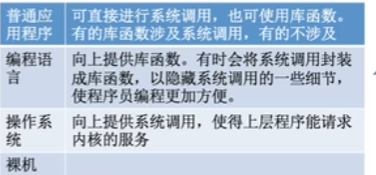 普通应用程序
可直接进行系统调用，也可使用库函数。
有的库函数涉及系统调用，有的不涉及
编程语言
向上提供库函数。有时会将系统调用封装
成库函数，以隐藏系统调用的一些细节，
使程序员编程更加方便。
操作系统
向上提供系统调用，使得上层程序能请求
内核的服务
裸机